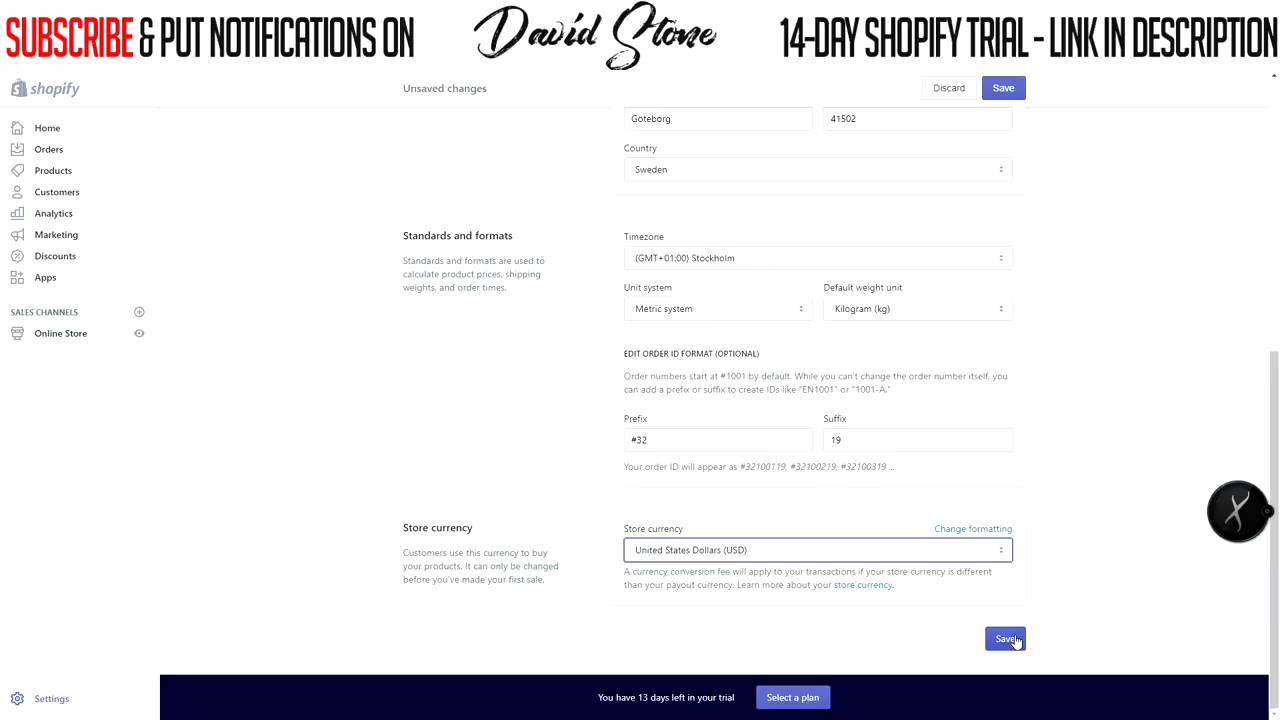 SUBSCRIBE & PUT NOTIFICATIONS ON
David Stone
14-DAY SHOPIFY TRIAL - LINK IN DESCRIPTION
shopify
Unsaved changes
Discard
Save
Home
Orders
Products
Customers
Analytics
Marketing
Discounts
Apps
SALES CHANNELS
Online Store
Settings
Göteborg
41502
Country
Sweden
Standards and formats
Standards and formats are used to
calculate product prices, shipping
weights, and order times.
Timezone
(GMT+01:00) Stockholm
Unit system
Default weight unit
Metric system
Kilogram (kg)
EDIT ORDER ID FORMAT (OPTIONAL)
Order numbers start at #1001 by default. While you can't change the order number itself, you
can add a prefix or suffix to create IDs like "EN1001" or "1001-A."
Prefix
Suffix
#32
19
Your order ID will appear as #32100119, #32100219, #32100319 ...
Store currency
Customers use this currency to buy
your products. It can only be changed
before you've made your first sale.
Store currency
Change formatting
United States Dollars (USD)
A currency conversion fee will apply to your transactions if your store currency is different
than your payout currency. Learn more about your store currency.
Save
You have 13 days left in your trial
Select a plan